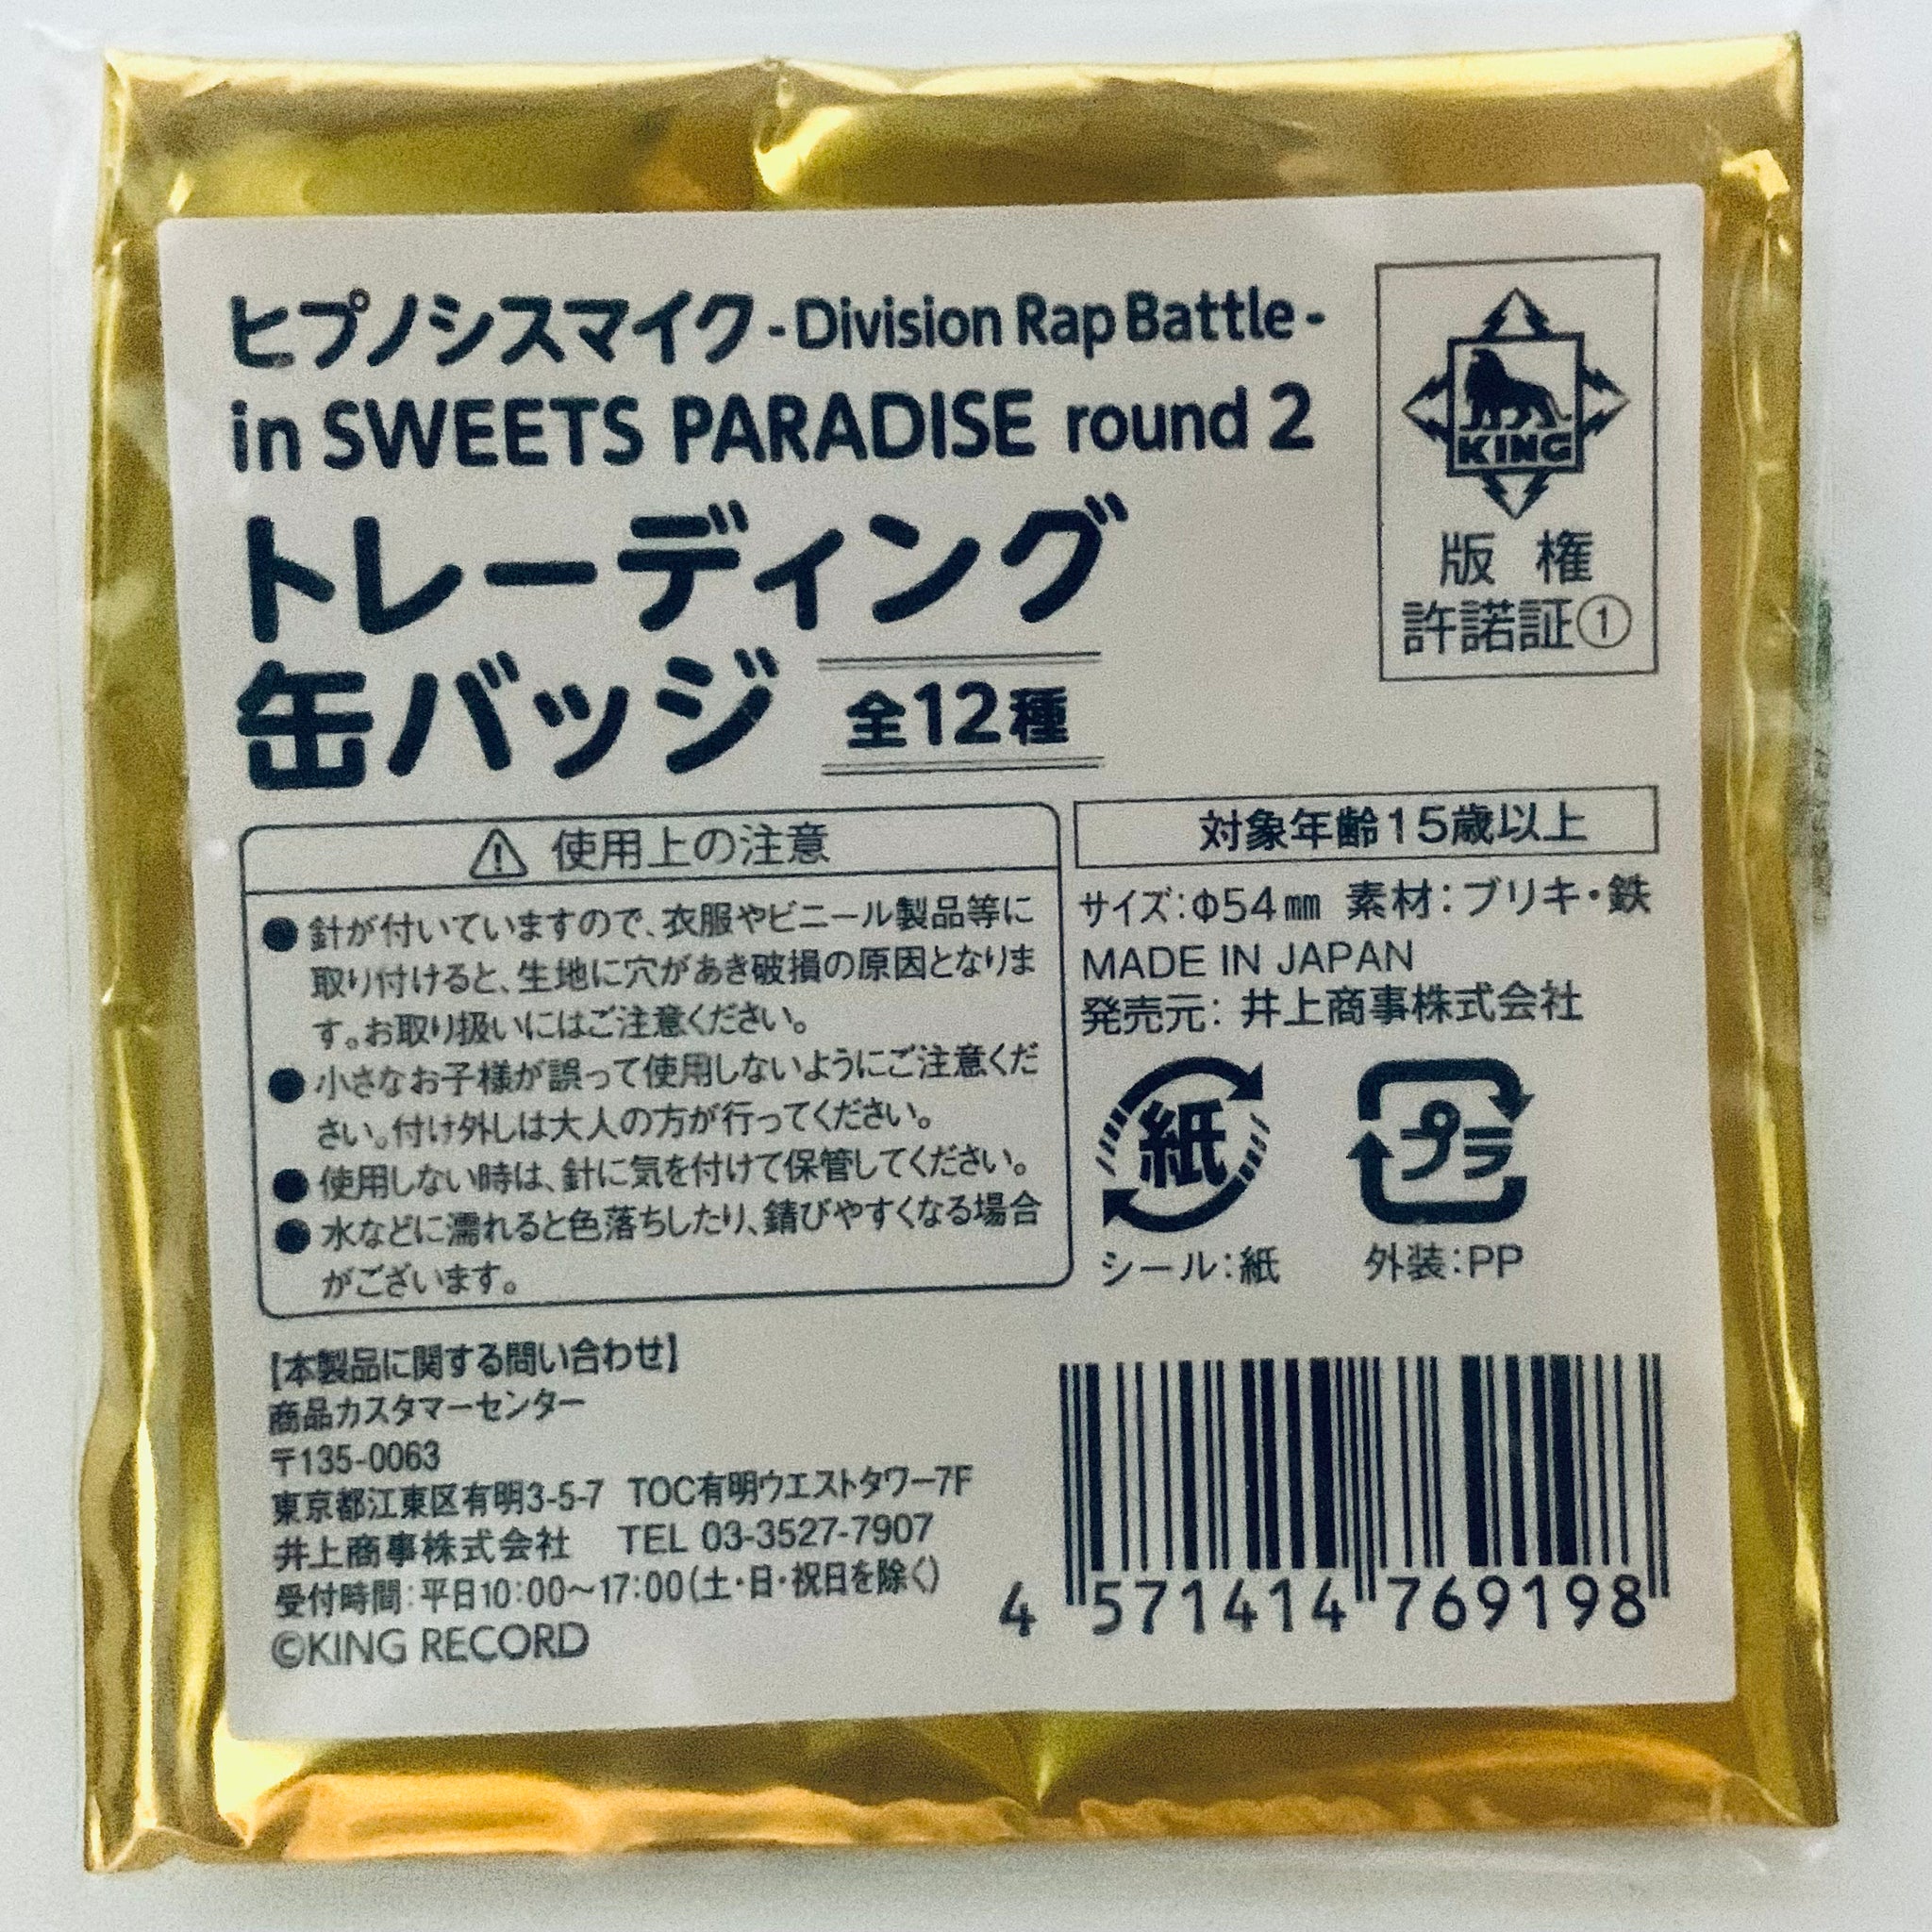 ヒプノシスマイク-Division Rap Battle-
in SWEETS PARADISE round 2
トレーディング
缶バッジ 全12種
KING
版権
許諾証①
⚠ 使用上の注意
●針が付いていますので、衣服やビニール製品等に
取り付けると、生地に穴があき破損の原因となりま
す。お取り扱いにはご注意ください。
●小さなお子様が誤って使用しないようにご注意くだ
さい。付け外しは大人の方が行ってください。
●使用しない時は、針に気を付けて保管してください。
●水などに濡れると色落ちしたり、錆びやすくなる場合
がございます。
対象年齢15歳以上
サイズ:Φ54㎜ 素材:ブリキ・鉄
MADE IN JAPAN
発売元: 井上商事株式会社
紙
シール:紙
プラ
外装:PP
【本製品に関する問い合わせ】
商品カスタマーセンター
〒135-0063
東京都江東区有明3-5-7 TOC有明ウエストタワー7F
井上商事株式会社 TEL 03-3527-7907
受付時間:平日10:00～17:00(土・日・祝日を除く)
©KING RECORD
4 571414 769198